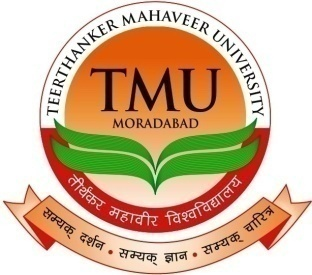 TEERTHANKER MAHAVEER UNIVERSITY
TMU
MORADABAD
तीर्थंकर महावीर विश्वविद्यालय
सम्यक् दर्शन · सम्यक् ज्ञान · सम्यक् चारित्र